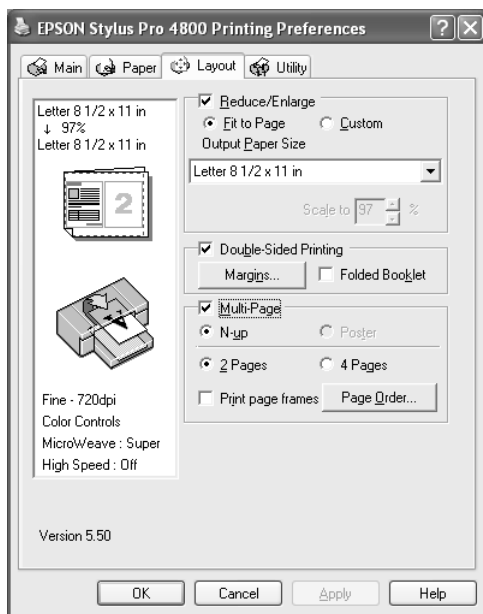 EPSON Stylus Pro 4800 Printing Preferences
Main Paper Layout Utility
Letter 8 1/2 x 11 in
↓ 97%
Letter 8 1/2 x 11 in
2
Fine - 720dpi
Color Controls
MicroWeave : Super
High Speed : Off
Version 5.50
Reduce/Enlarge
Fit to Page Custom
Output Paper Size
Letter 8 1/2 x 11 in
Scale to 97 %
Double-Sided Printing
Margins... Folded Booklet
Multi-Page
N-up Poster
2 Pages 4 Pages
Print page frames Page Order...
OK Cancel Apply Help